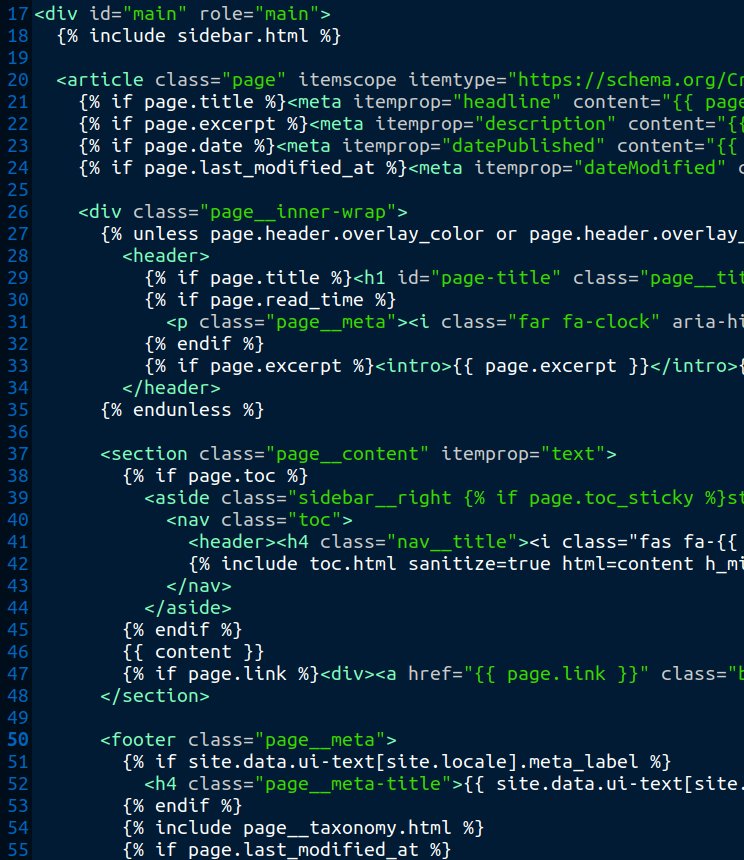 17 <div id="main" role="main">
18   {% include sidebar.html %}
19
20   <article class="page" itemscope itemtype="https://schema.org/Cr
21     {% if page.title %}<meta itemprop="headline" content="{{ page
22     {% if page.excerpt %}<meta itemprop="description" content="{{
23     {% if page.date %}<meta itemprop="datePublished" content="{{
24     {% if page.last_modified_at %}<meta itemprop="dateModified" c
25
26     <div class="page__inner-wrap">
27       {% unless page.header.overlay_color or page.header.overlay_
28         <header>
29           {% if page.title %}<h1 id="page-title" class="page__tit
30           {% if page.read_time %}
31             <p class="page__meta"><i class="far fa-clock" aria-hi
32           {% endif %}
33           {% if page.excerpt %}<intro>{{ page.excerpt }}</intro>{
34         </header>
35       {% endunless %}
36
37       <section class="page__content" itemprop="text">
38         {% if page.toc %}
39           <aside class="sidebar__right {% if page.toc_sticky %}st
40             <nav class="toc">
41               <header><h4 class="nav__title"><i class="fas fa-{{
42               {% include toc.html sanitize=true html=content h_mi
43             </nav>
44           </aside>
45         {% endif %}
46         {{ content }}
47         {% if page.link %}<div><a href="{{ page.link }}" class="b
48       </section>
49
50       <footer class="page__meta">
51         {% if site.data.ui-text[site.locale].meta_label %}
52           <h4 class="page__meta-title">{{ site.data.ui-text[site.
53         {% endif %}
54         {% include page__taxonomy.html %}
55         {% if page.last_modified_at %}